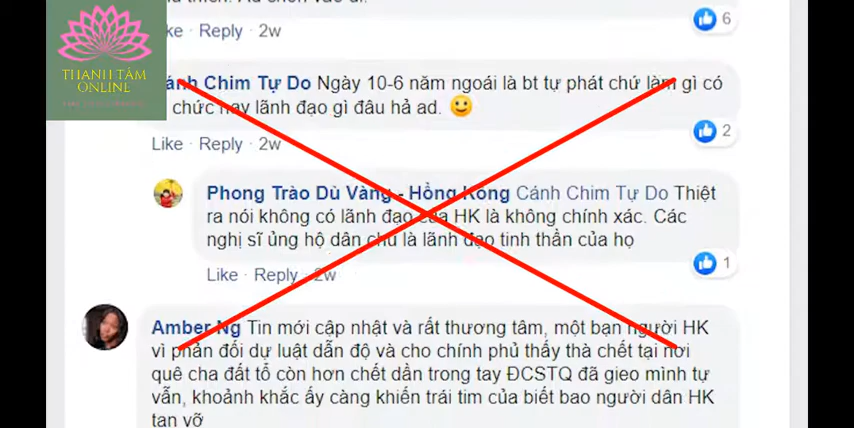 6
Reply · 2w
THANH TÂM
ONLINE
Cánh Chim Tự Do Ngày 10-6 năm ngoái là bt tự phát chứ làm gì có
chức hay lãnh đạo gì đâu hả ad. 🙂
2
Like · Reply · 2w
Phong Trào Dù Vàng - Hồng Kông Cánh Chim Tự Do Thiệt
ra nói không có lãnh đạo của HK là không chính xác. Các
nghị sĩ ủng hộ dân chủ là lãnh đạo tinh thần của họ
1
Like · Reply · 2w
Amber Ng Tin mới cập nhật và rất thương tâm, một bạn người HK
vì phản đối dự luật dẫn độ và cho chính phủ thấy thà chết tại nơi
quê cha đất tổ còn hơn chết dần trong tay ĐCSTQ đã gieo mình tự
vẫn, khoảnh khắc ấy càng khiến trái tim của biết bao người dân HK
tan vỡ